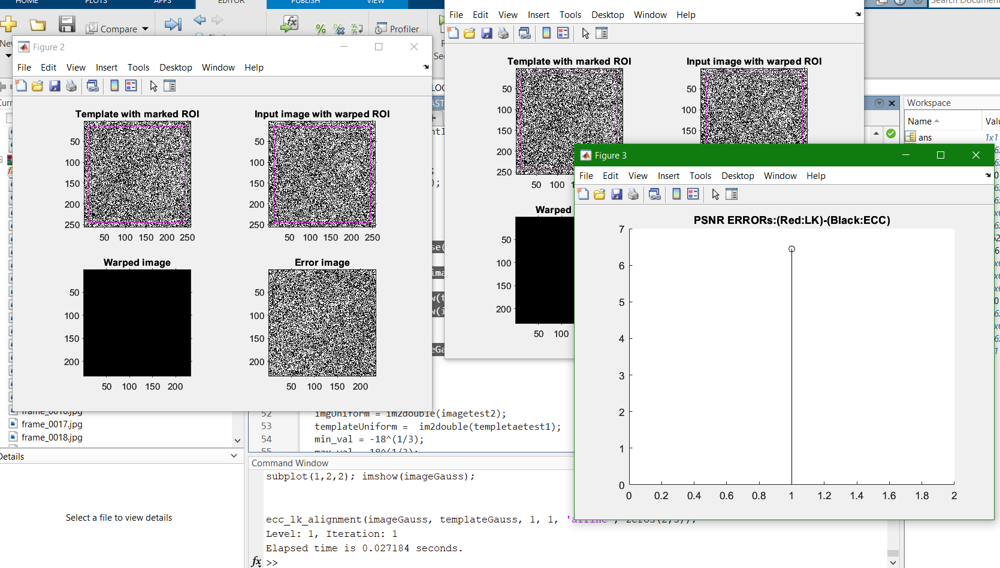 HOME PLOTS APPS EDITOR PUBLISH VIEW
Search
Compare
Profiler
New
Figure 2
File Edit View Insert Tools Desktop Window Help
Template with marked ROI
50
100
150
200
250
50 100 150 200 250
Input image with warped ROI
50
100
150
200
250
50 100 150 200 250
Warped image
50
100
150
200
50 100 150 200
Error image
50
100
150
200
50 100 150 200
File Edit View Insert Tools Desktop Window Help
Template with marked ROI
50
100
150
200
250
50 100
Input image with warped ROI
50
100
150
Warped
50
100
150
200
50 100
Figure 3
File Edit View Insert Tools Desktop Window Help
PSNR ERRORs:(Red:LK)-(Black:ECC)
7
6
5
4
3
2
1
0
0 0.2 0.4 0.6 0.8 1 1.2 1.4 1.6 1.8 2
Workspace
Name Valu
ans 1x1
frame_0017.jpg
frame_0018.jpg
Details
Select a file to view details
52 imgUniform = im2double(imagetest2);
53 templateUniform = im2double(templetaetest1);
54 min_val = -18^(1/3);
55
Command Window
subplot(1,2,2); imshow(imageGauss);
ecc_lk_alignment(imageGauss, templateGauss, 1, 1, 'affine', zeros(2,3));
Level: 1, Iteration: 1
Elapsed time is 0.027184 seconds.
fx >>